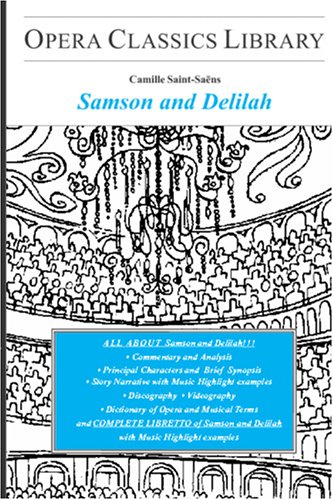 OPERA CLASSICS LIBRARY
Camille Saint-Saëns
Samson and Delilah
ALL ABOUT Samson and Delilah!!!
• Commentary and Analysis
• Principal Characters and Brief Synopsis
• Story Narrative with Music Highlight examples
• Discography • Videography
• Dictionary of Opera and Musical Terms
and COMPLETE LIBRETTO of Samson and Delilah
with Music Highlight examples